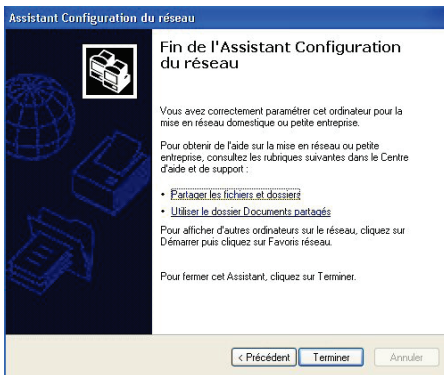 Assistant Configuration du réseau
Fin de l'Assistant Configuration
du réseau
Vous avez correctement paramétrer cet ordinateur pour la
mise en réseau domestique ou petite entreprise.
Pour obtenir de l'aide sur la mise en réseau ou petite
entreprise, consultez les rubriques suivantes dans le Centre
d'aide et de support :
• Partager les fichiers et dossiers
• Utiliser le dossier Documents partagés
Pour afficher d'autres ordinateurs sur le réseau, cliquez sur
Démarrer puis cliquez sur Favoris réseau.
Pour fermer cet Assistant, cliquez sur Terminer.
< Précédent
Terminer
Annuler